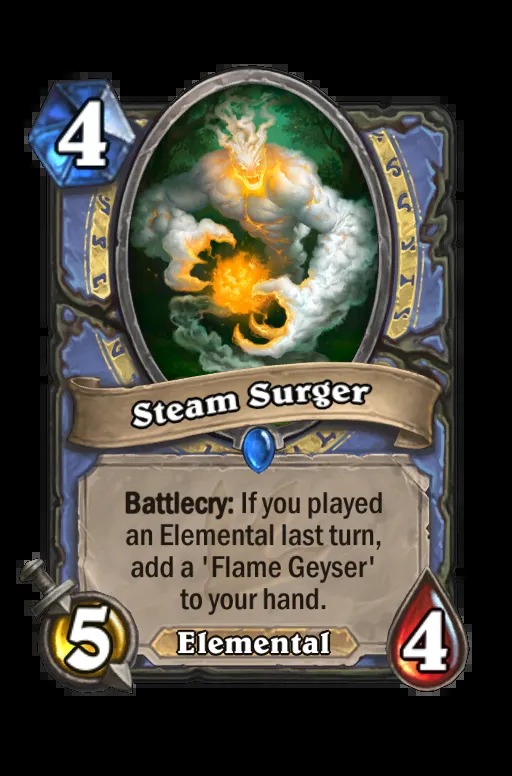 4
Steam Surger
Battlecry: If you played
an Elemental last turn,
add a 'Flame Geyser'
to your hand.
5
Elemental
4